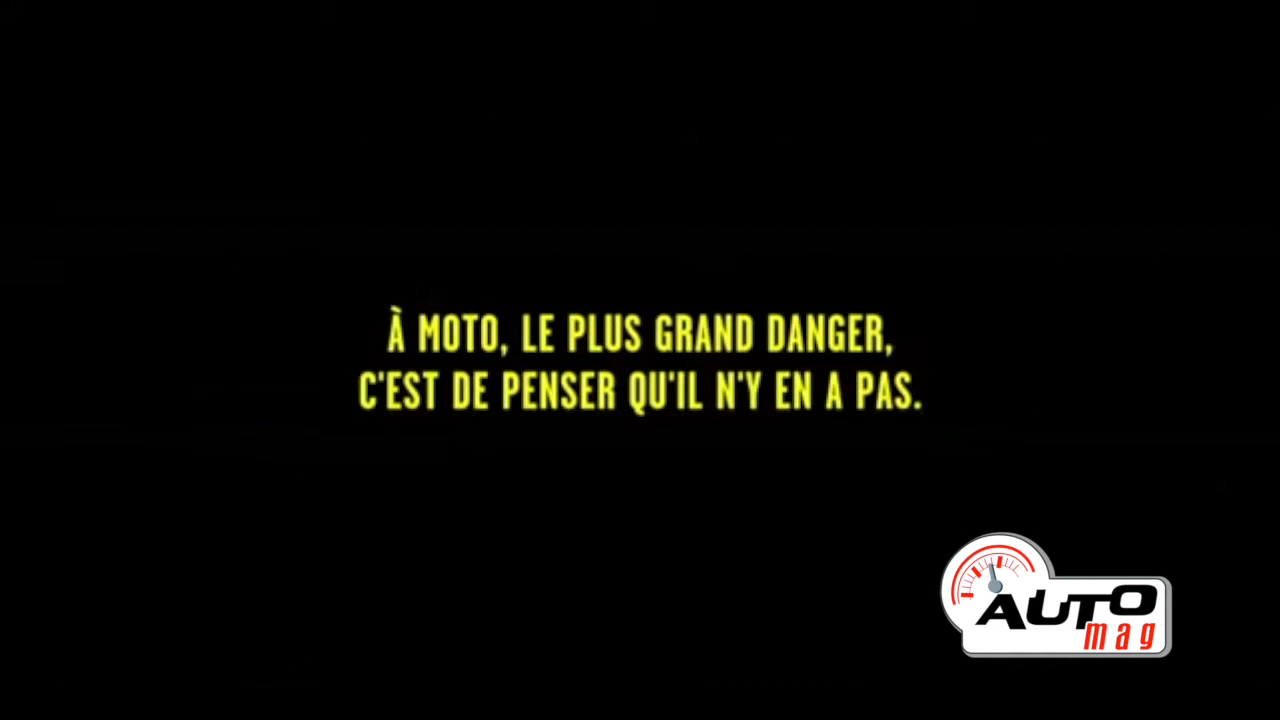 À MOTO, LE PLUS GRAND DANGER,
C'EST DE PENSER QU'IL N'Y EN A PAS.
AUTO
mag